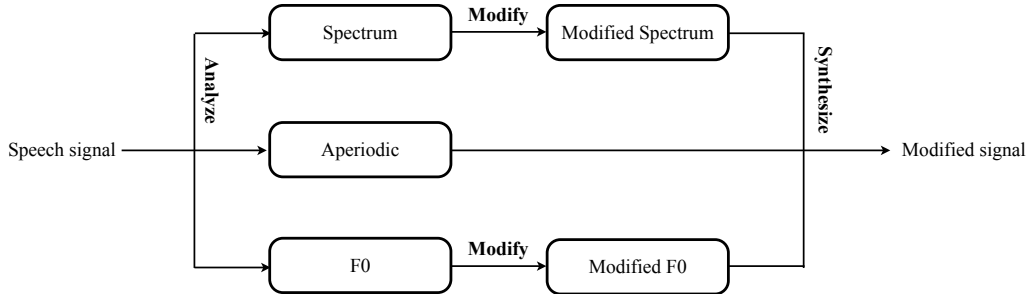 Modify
Spectrum
Modified Spectrum
Analyze
Synthesize
Speech signal
Aperiodic
Modified signal
Modify
F0
Modified F0